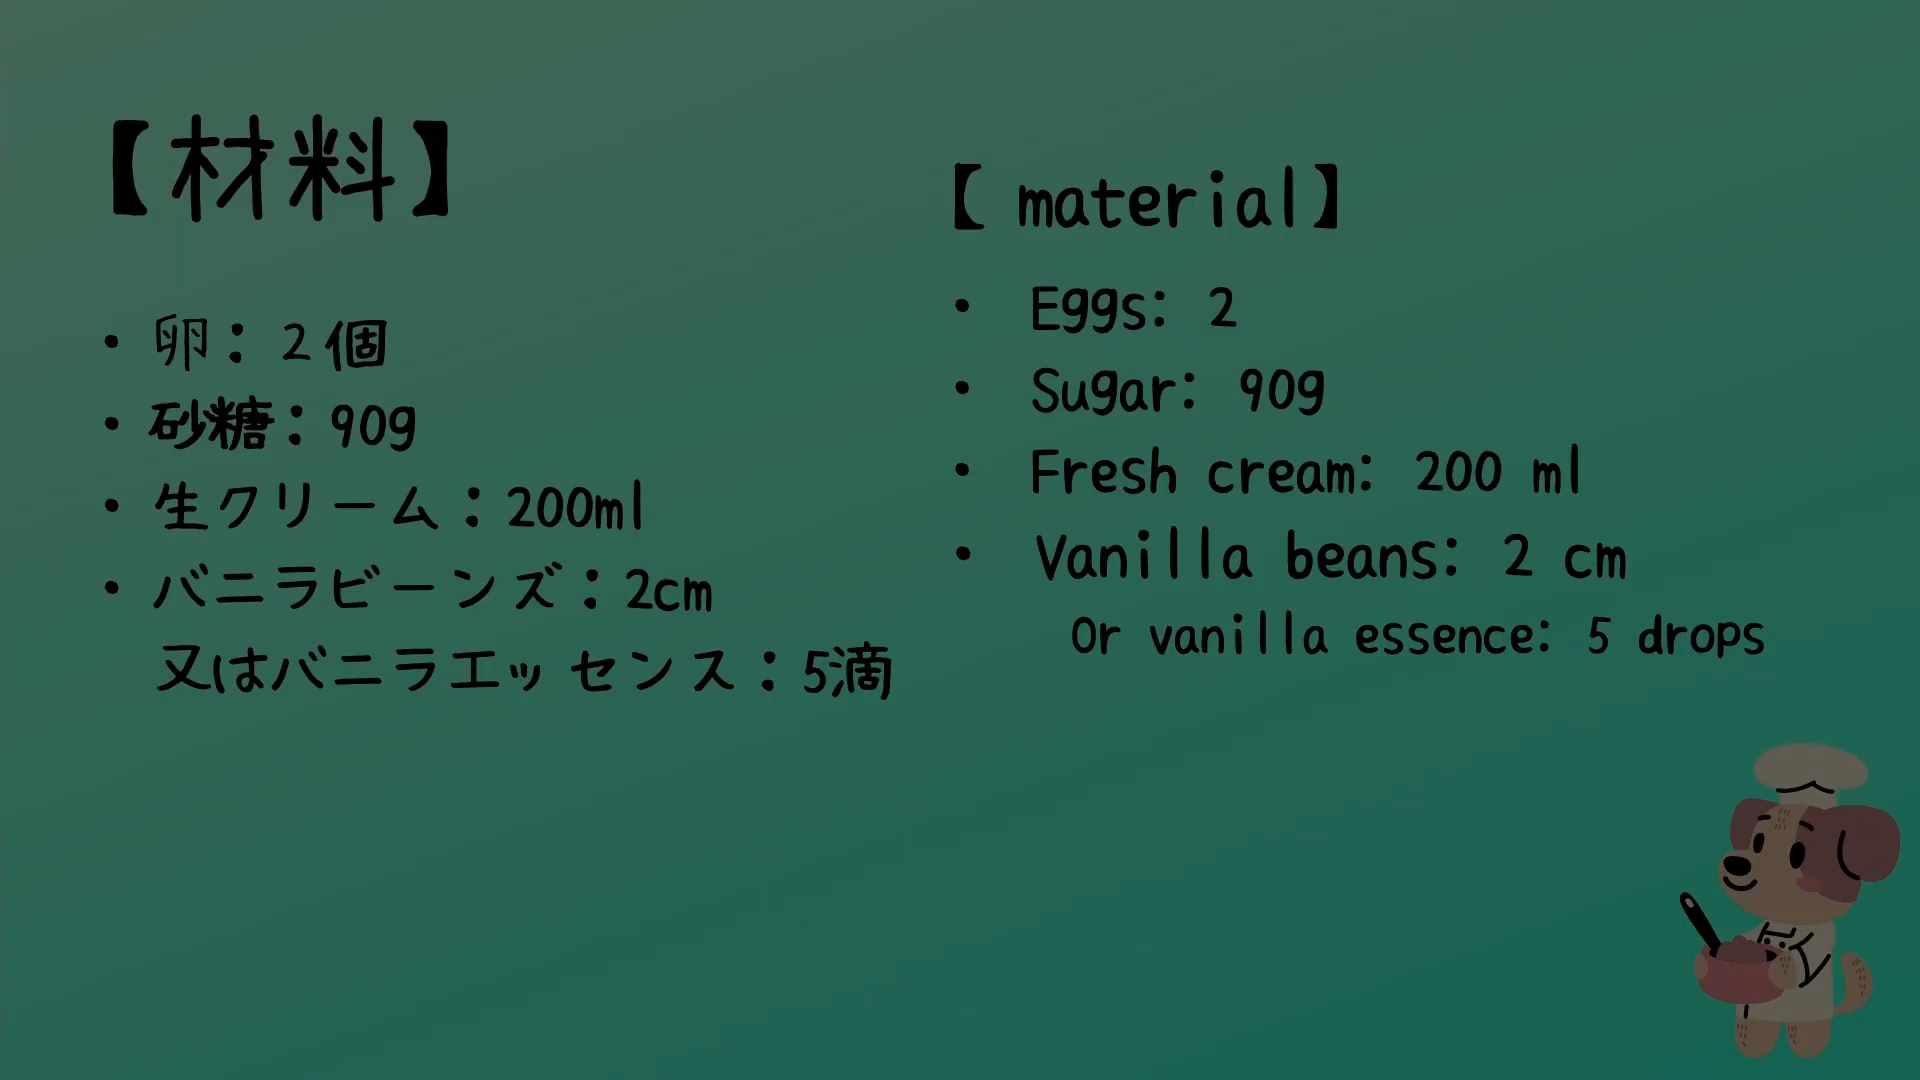 【材料】
・卵：２個
・砂糖：90g
・生クリーム：200ml
・バニラビーンズ：2cm
又はバニラエッセンス：5滴
【 material】
・ Eggs: 2
・ Sugar: 90g
・ Fresh cream: 200 ml
・ Vanilla beans: 2 cm
Or vanilla essence: 5 drops